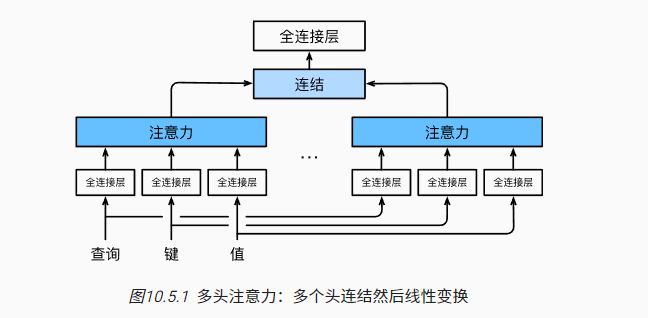 全连接层
连结
注意力 注意力
...
全连接层 全连接层 全连接层 全连接层 全连接层 全连接层
查询 键 值
图10.5.1 多头注意力：多个头连结然后线性变换